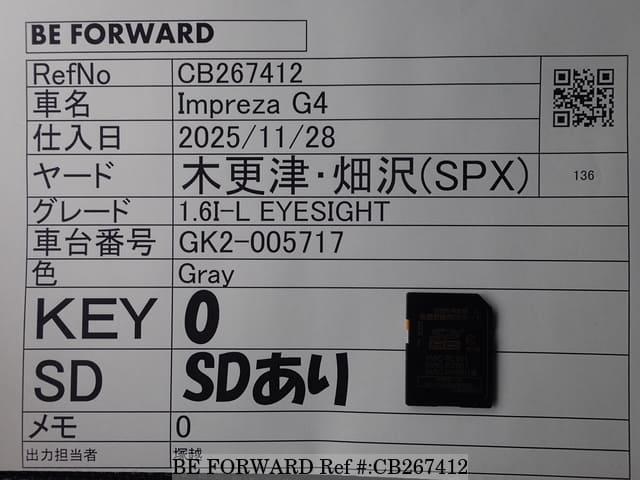 BE FORWARD
RefNo CB267412
車名 Impreza G4
仕入日 2025/11/28
ヤード 木更津・畑沢(SPX) 136
グレード 1.6I-L EYESIGHT
車台番号 GK2-005717
色 Gray
KEY 0
SD SDあり
メモ 0
出力担当者 塚越
BE FORWARD Ref #:CB267412